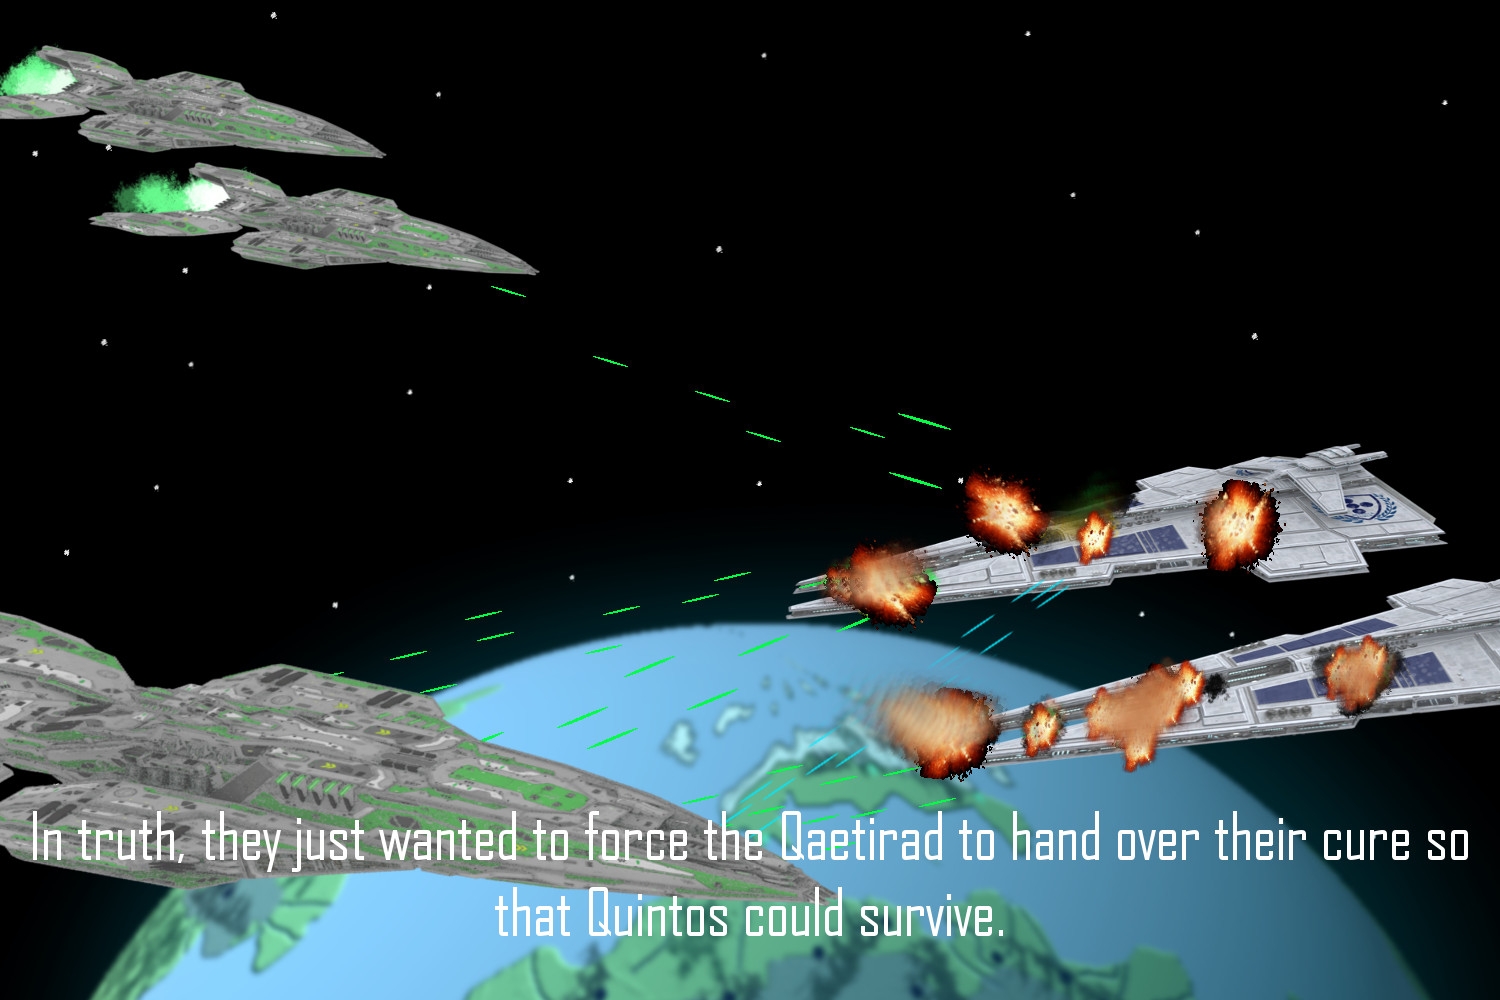 In truth, they just wanted to force the Qaetirad to hand over their cure so
that Quintos could survive.